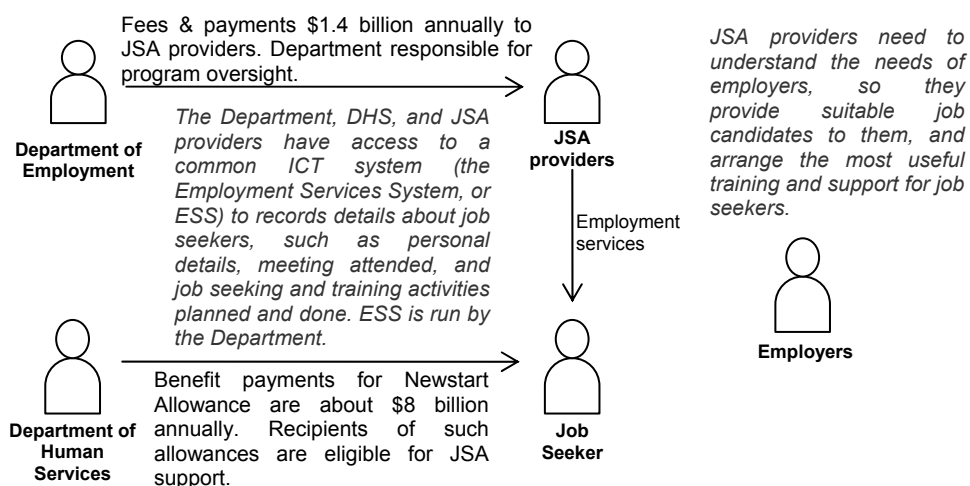 Fees & payments $1.4 billion annually to
JSA providers. Department responsible for
program oversight.
Department of
Employment
The Department, DHS, and JSA
providers have access to a
common ICT system (the
Employment Services System, or
ESS) to records details about job
seekers, such as personal
details, meeting attended, and
job seeking and training activities
planned and done. ESS is run by
the Department.
JSA
providers
Employment
services
JSA providers need to
understand the needs of
employers, so they
provide suitable job
candidates to them, and
arrange the most useful
training and support for job
seekers.
Employers
Department of
Human
Services
Benefit payments for Newstart
Allowance are about $8 billion
annually. Recipients of such
allowances are eligible for JSA
support.
Job
Seeker